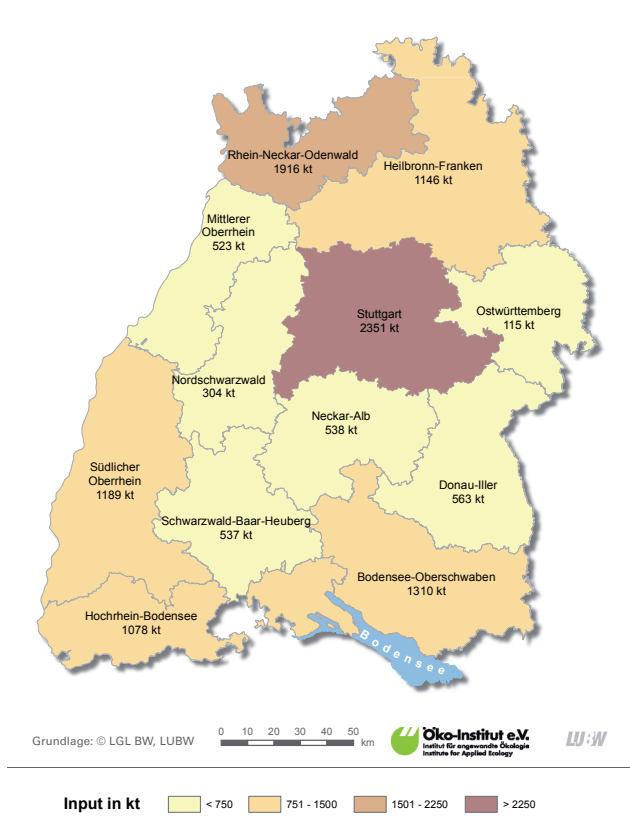 Rhein-Neckar-Odenwald
1916 kt
Heilbronn-Franken
1146 kt
Mittlerer
Oberrhein
523 kt
Stuttgart
2351 kt
Ostwürttemberg
115 kt
Nordschwarzwald
304 kt
Neckar-Alb
538 kt
Südlicher
Oberrhein
1189 kt
Donau-Iller
563 kt
Schwarzwald-Baar-Heuberg
537 kt
Bodensee-Oberschwaben
1310 kt
Hochrhein-Bodensee
1078 kt
Bodensee
Grundlage: © LGL BW, LUBW
0 10 20 30 40 50
km
Öko-Institut e.V.
Institut für angewandte Ökologie
Institute for Applied Ecology
LU:W
Input in kt
< 750
751 - 1500
1501 - 2250
> 2250